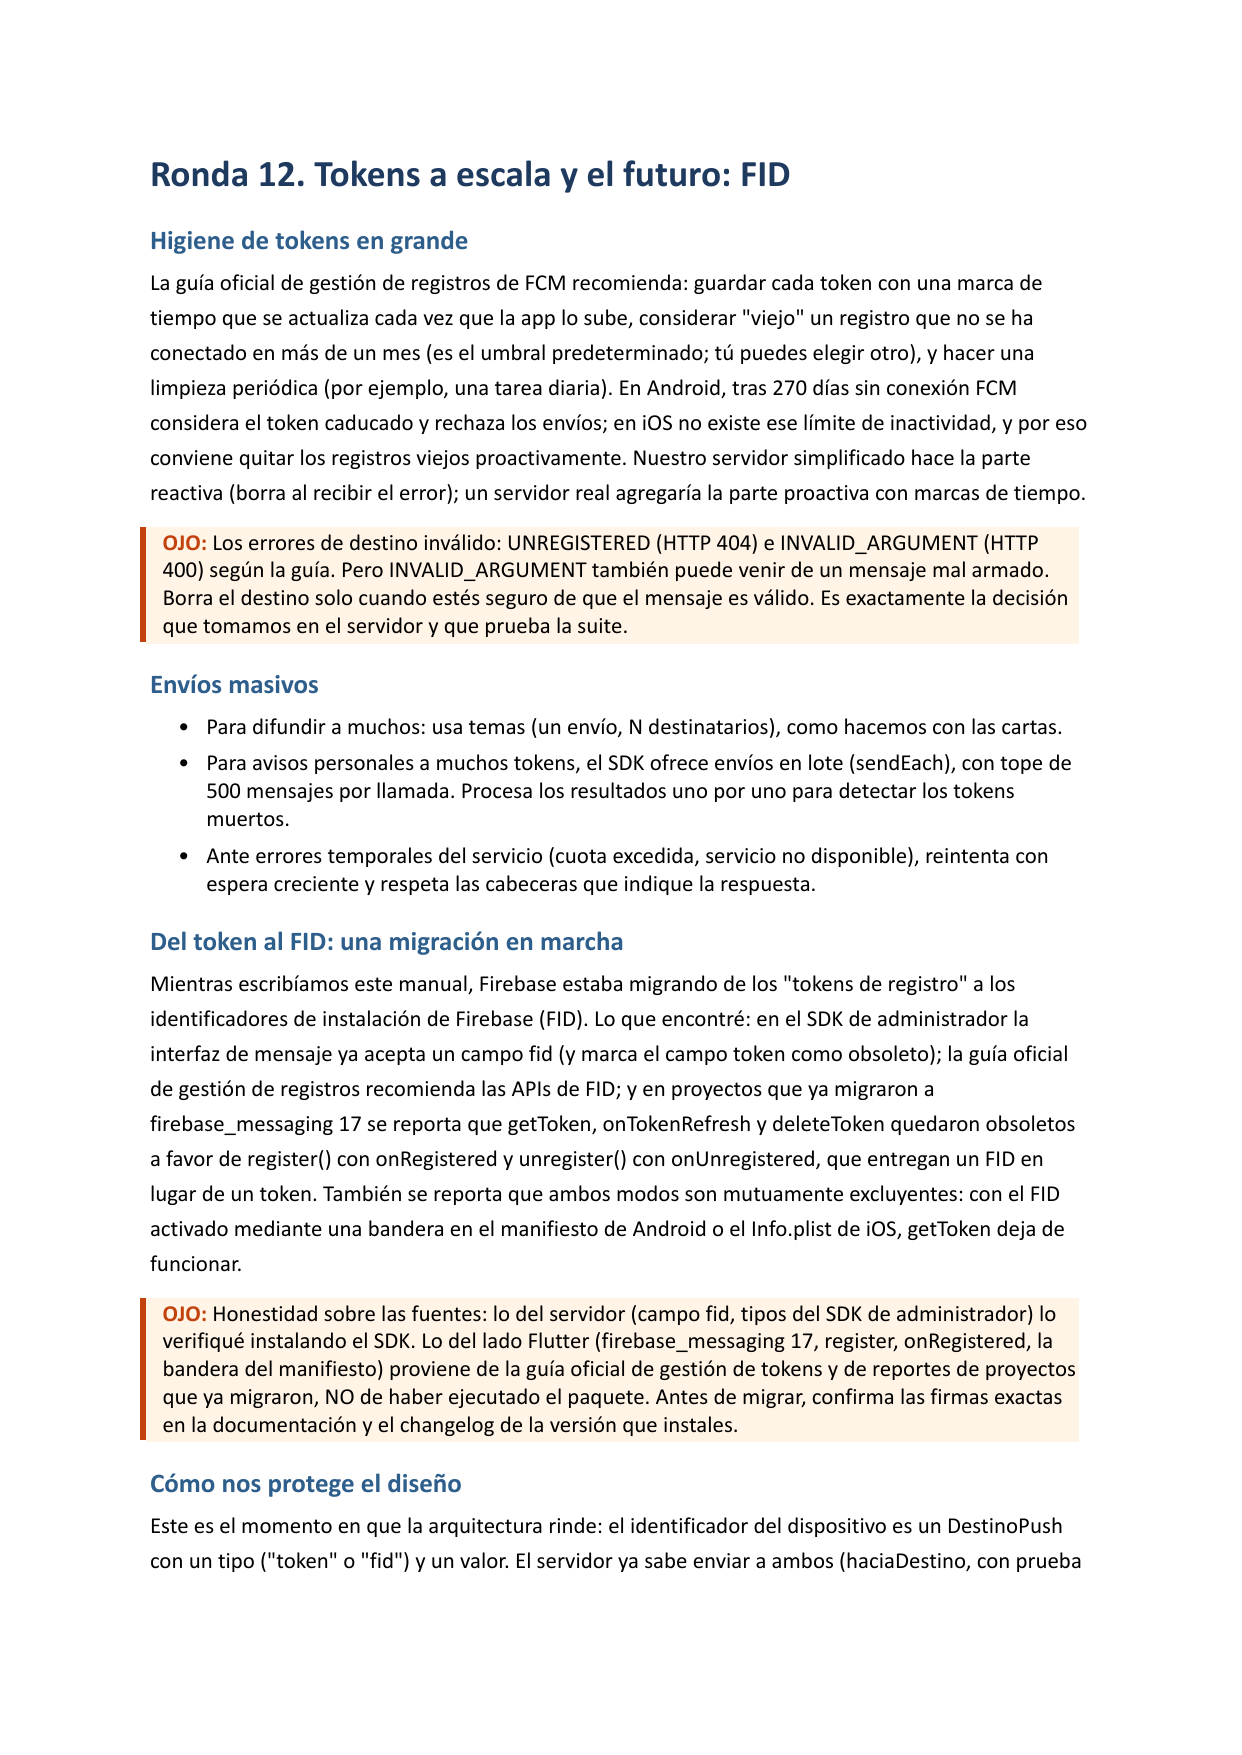 Ronda 12. Tokens a escala y el futuro: FID
Higiene de tokens en grande
La guía oficial de gestión de registros de FCM recomienda: guardar cada token con una marca de
tiempo que se actualiza cada vez que la app lo sube, considerar "viejo" un registro que no se ha
conectado en más de un mes (es el umbral predeterminado; tú puedes elegir otro), y hacer una
limpieza periódica (por ejemplo, una tarea diaria). En Android, tras 270 días sin conexión FCM
considera el token caducado y rechaza los envíos; en iOS no existe ese límite de inactividad, y por eso
conviene quitar los registros viejos proactivamente. Nuestro servidor simplificado hace la parte
reactiva (borra al recibir el error); un servidor real agregaría la parte proactiva con marcas de tiempo.
OJO: Los errores de destino inválido: UNREGISTERED (HTTP 404) e INVALID_ARGUMENT (HTTP
400) según la guía. Pero INVALID_ARGUMENT también puede venir de un mensaje mal armado.
Borra el destino solo cuando estés seguro de que el mensaje es válido. Es exactamente la decisión
que tomamos en el servidor y que prueba la suite.
Envíos masivos
• Para difundir a muchos: usa temas (un envío, N destinatarios), como hacemos con las cartas.
• Para avisos personales a muchos tokens, el SDK ofrece envíos en lote (sendEach), con tope de
500 mensajes por llamada. Procesa los resultados uno por uno para detectar los tokens
muertos.
• Ante errores temporales del servicio (cuota excedida, servicio no disponible), reintenta con
espera creciente y respeta las cabeceras que indique la respuesta.
Del token al FID: una migración en marcha
Mientras escribíamos este manual, Firebase estaba migrando de los "tokens de registro" a los
identificadores de instalación de Firebase (FID). Lo que encontré: en el SDK de administrador la
interfaz de mensaje ya acepta un campo fid (y marca el campo token como obsoleto); la guía oficial
de gestión de registros recomienda las APIs de FID; y en proyectos que ya migraron a
firebase_messaging 17 se reporta que getToken, onTokenRefresh y deleteToken quedaron obsoletos
a favor de register() con onRegistered y unregister() con onUnregistered, que entregan un FID en
lugar de un token. También se reporta que ambos modos son mutuamente excluyentes: con el FID
activado mediante una bandera en el manifiesto de Android o el Info.plist de iOS, getToken deja de
funcionar.
OJO: Honestidad sobre las fuentes: lo del servidor (campo fid, tipos del SDK de administrador) lo
verifiqué instalando el SDK. Lo del lado Flutter (firebase_messaging 17, register, onRegistered, la
bandera del manifiesto) proviene de la guía oficial de gestión de tokens y de reportes de proyectos
que ya migraron, NO de haber ejecutado el paquete. Antes de migrar, confirma las firmas exactas
en la documentación y el changelog de la versión que instales.
Cómo nos protege el diseño
Este es el momento en que la arquitectura rinde: el identificador del dispositivo es un DestinoPush
con un tipo ("token" o "fid") y un valor. El servidor ya sabe enviar a ambos (haciaDestino, con prueba